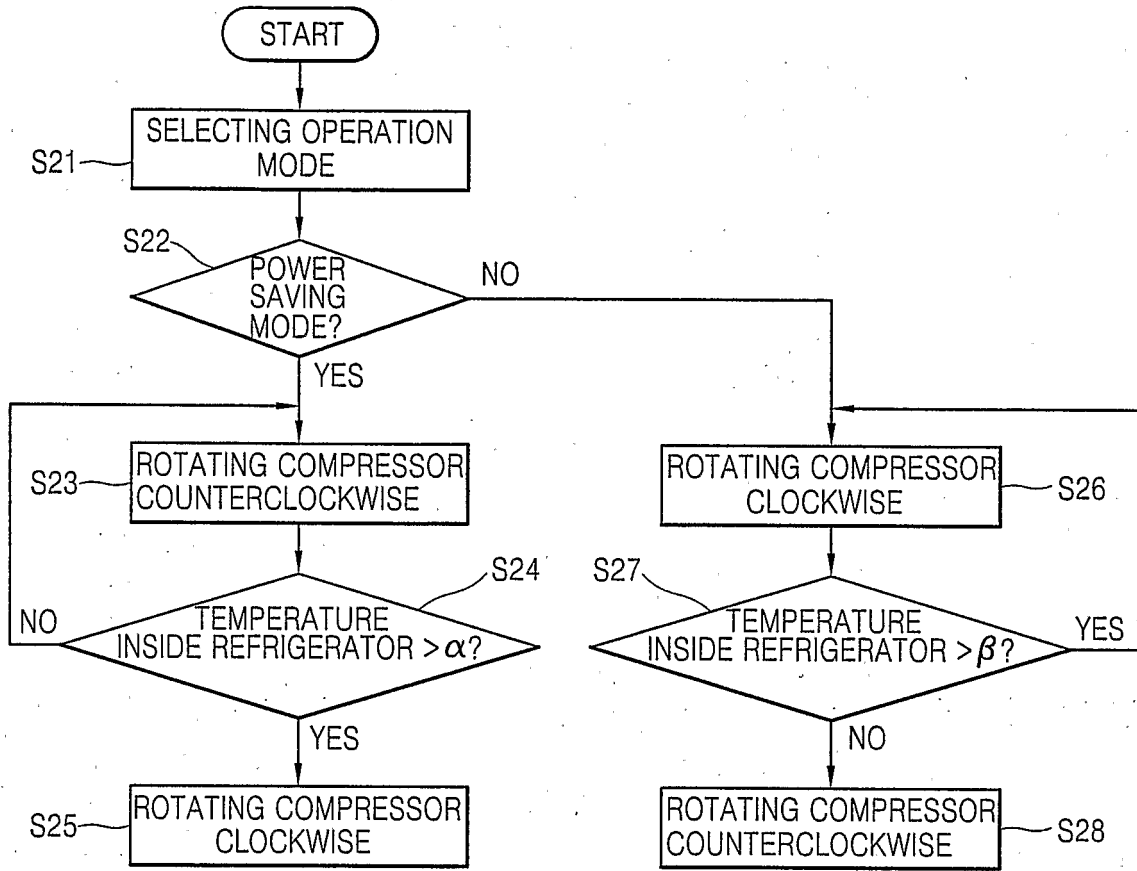 START
SELECTING OPERATION
MODE
S21
S22
POWER
SAVING
MODE?
NO
YES
ROTATING COMPRESSOR
COUNTERCLOCKWISE
S23
ROTATING COMPRESSOR
CLOCKWISE
S26
S24
TEMPERATURE
INSIDE REFRIGERATOR > α?
NO
YES
S27
TEMPERATURE
INSIDE REFRIGERATOR > β?
YES
NO
ROTATING COMPRESSOR
CLOCKWISE
S25
ROTATING COMPRESSOR
COUNTERCLOCKWISE
S28